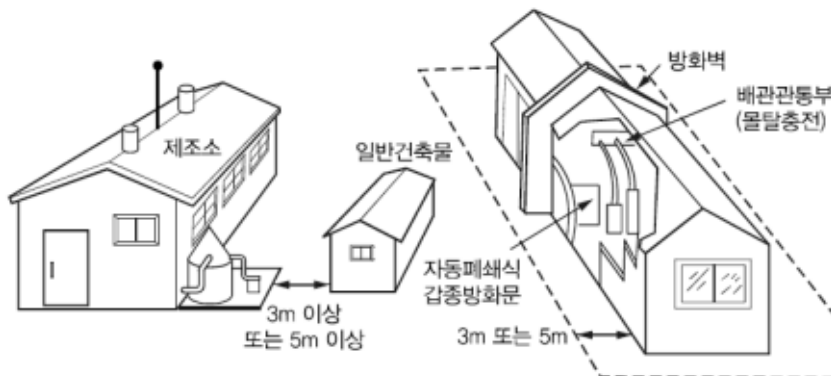 제조소
일반건축물
3m 이상
또는 5m 이상
방화벽
배관관통부
(몰탈충전)
자동폐쇄식
갑종방화문
3m 또는 5m